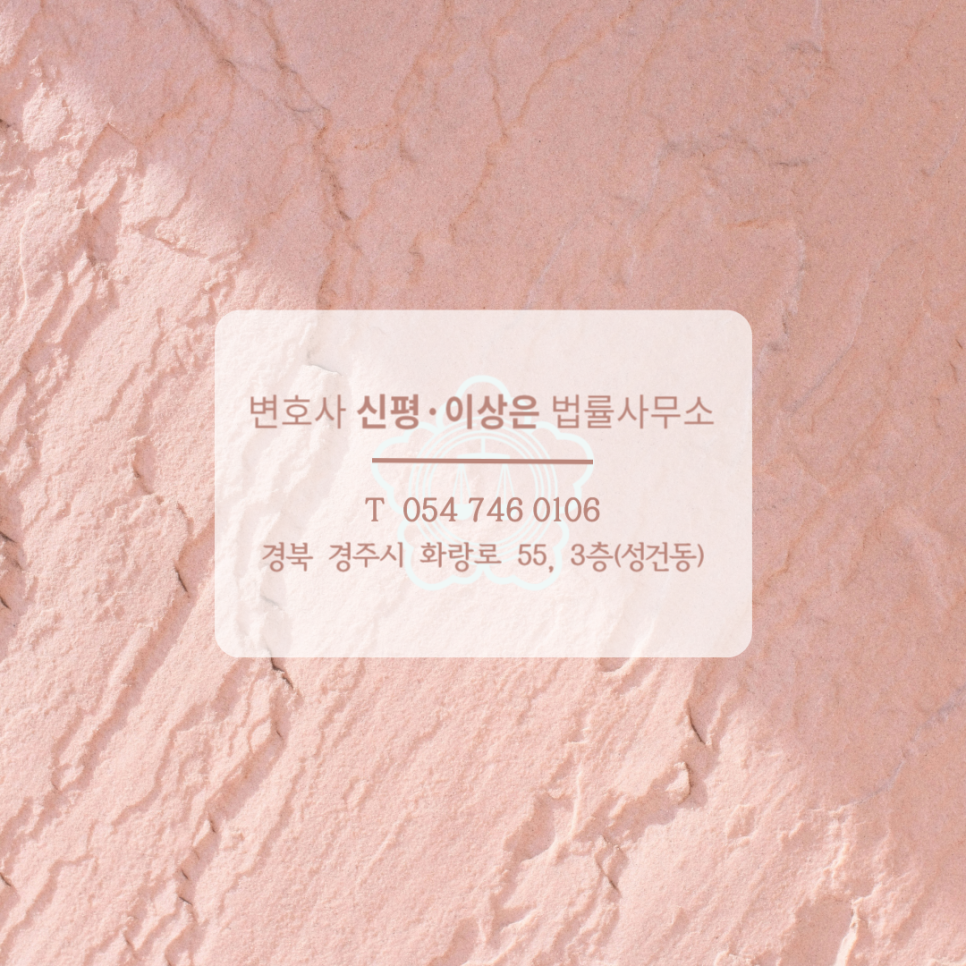 변호사 신평·이상은 법률사무소
T 054 746 0106
경북 경주시 화랑로 55, 3층(성건동)